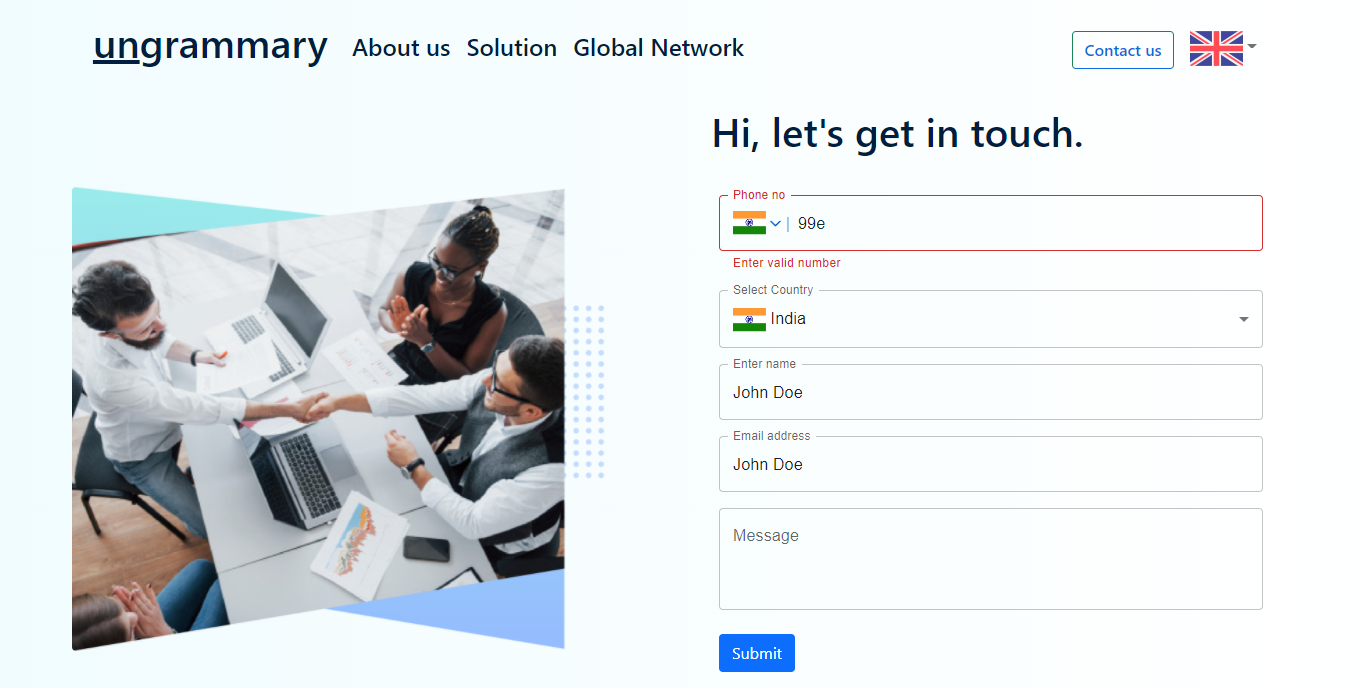 ungrammary About us Solution Global Network Contact us
Hi, let's get in touch.
Phone no
99e
Enter valid number
Select Country
India
Enter name
John Doe
Email address
John Doe
Message
Submit